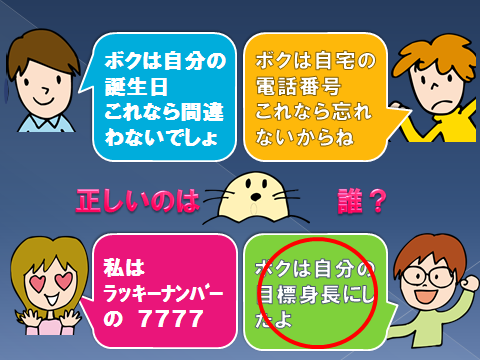 ボクは自分の
誕生日
これなら間違
わないでしょ
ボクは自宅の
電話番号
これなら忘れ
ないからね
正しいのは 誰？
私は
ラッキーナンバー
の ７７７７
ボクは自分の
目標身長にし
たよ